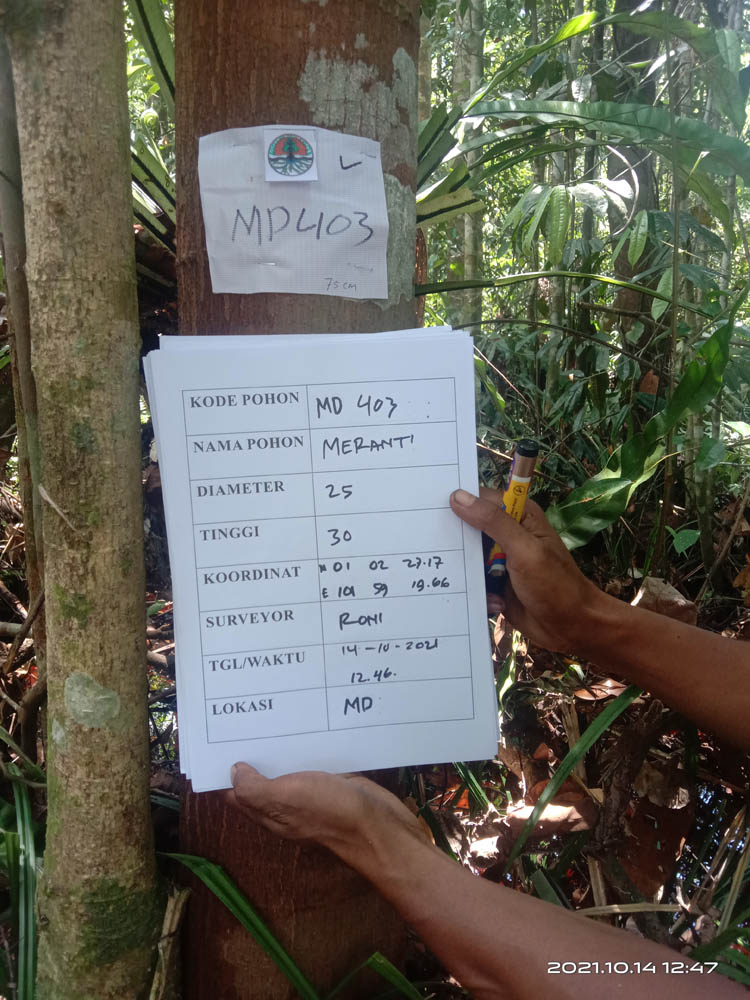 MD403
75 cm
KODE POHON MD 403
NAMA POHON MERANTI
DIAMETER 25
TINGGI 30
KOORDINAT N 01 02 27.17
E 101 59 19.66
SURVEYOR RONI
TGL/WAKTU 14-10-2021
12.46.
LOKASI MD
2021.10.14 12:47